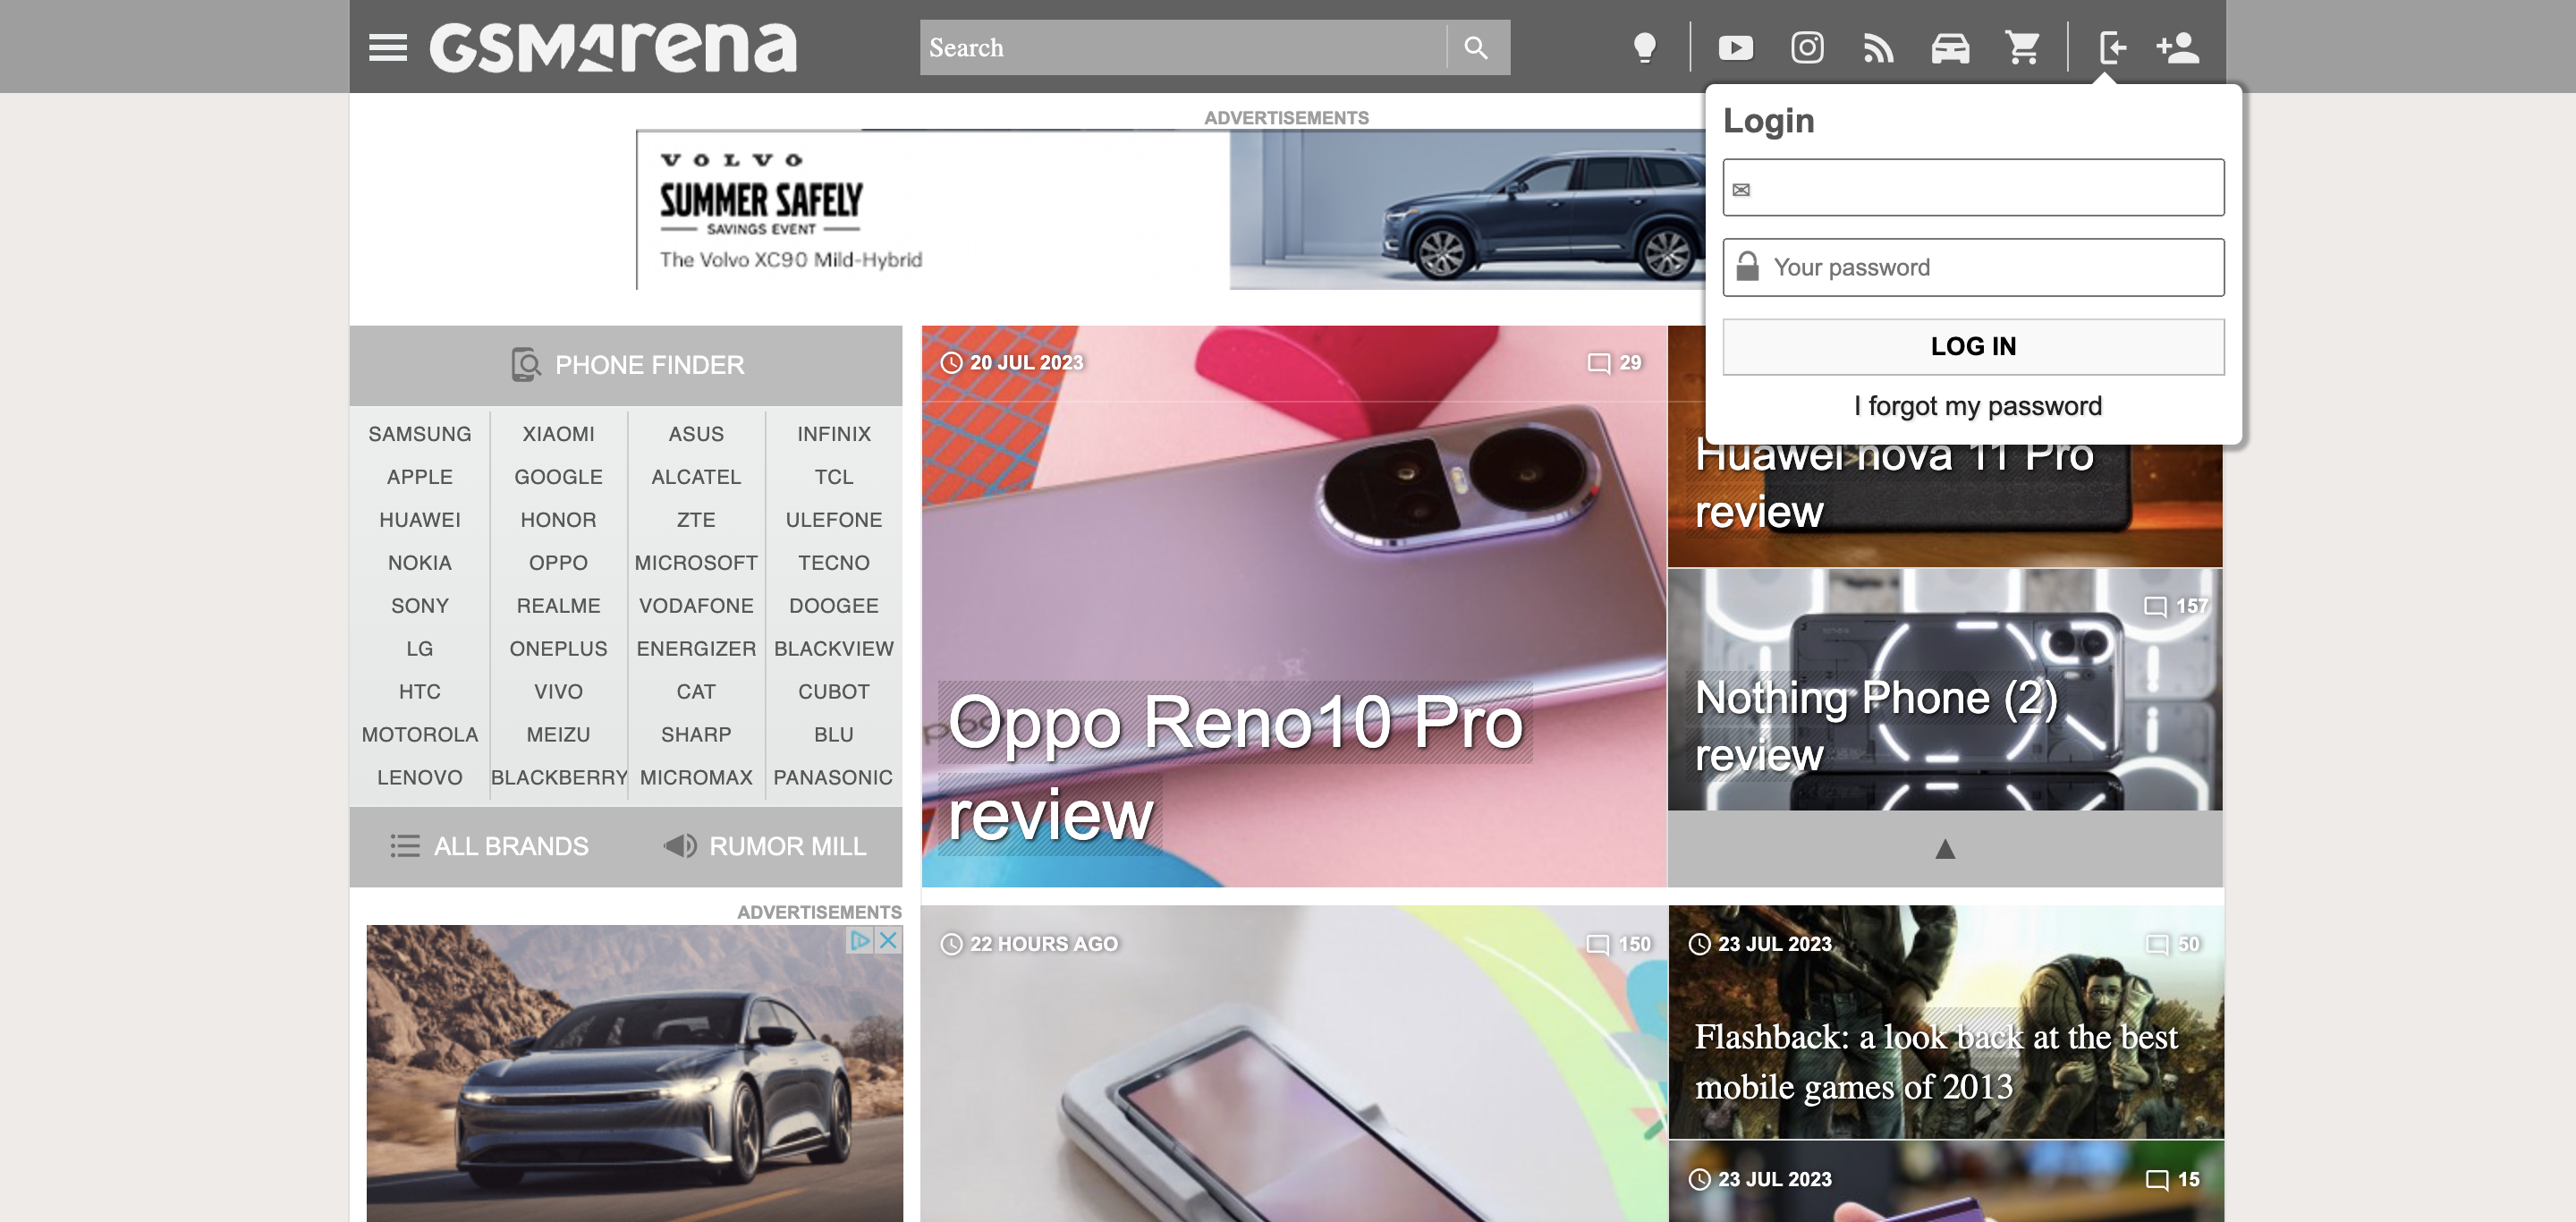 GSMArena
Search
Login
✉
Your password
LOG IN
I forgot my password
ADVERTISEMENTS
VOLVO
SUMMER SAFELY
SAVINGS EVENT
The Volvo XC90 Mild-Hybrid
PHONE FINDER
SAMSUNG XIAOMI ASUS INFINIX
APPLE GOOGLE ALCATEL TCL
HUAWEI HONOR ZTE ULEFONE
NOKIA OPPO MICROSOFT TECNO
SONY REALME VODAFONE DOOGEE
LG ONEPLUS ENERGIZER BLACKVIEW
HTC VIVO CAT CUBOT
MOTOROLA MEIZU SHARP BLU
LENOVO BLACKBERRY MICROMAX PANASONIC
ALL BRANDS RUMOR MILL
20 JUL 2023 29
Oppo Reno10 Pro
review
Huawei nova 11 Pro
review
157
Nothing Phone (2)
review
▲
ADVERTISEMENTS
22 HOURS AGO 150
23 JUL 2023 50
Flashback: a look back at the best
mobile games of 2013
23 JUL 2023 15